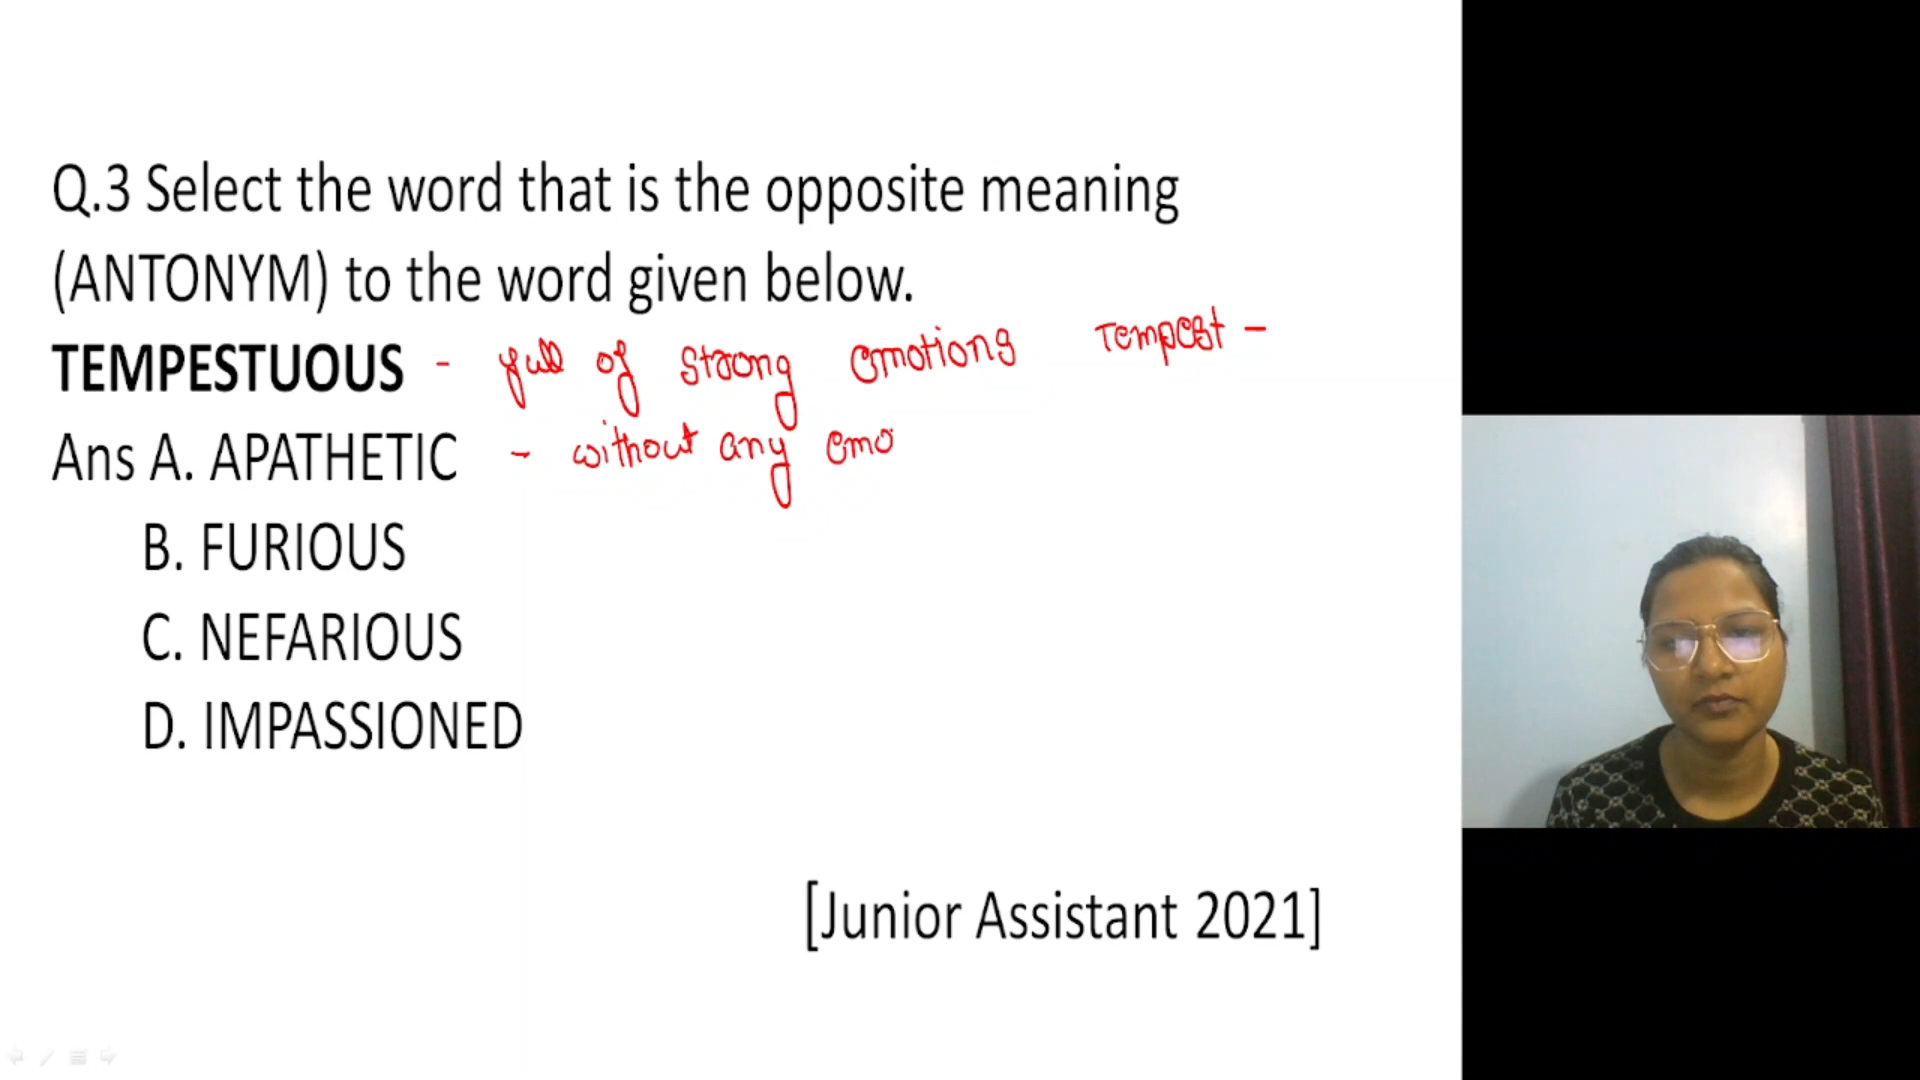 Q.3 Select the word that is the opposite meaning
(ANTONYM) to the word given below.
TEMPESTUOUS - full of strong emotions Tempest -
Ans A. APATHETIC - without any emo
B. FURIOUS
C. NEFARIOUS
D. IMPASSIONED
[Junior Assistant 2021]